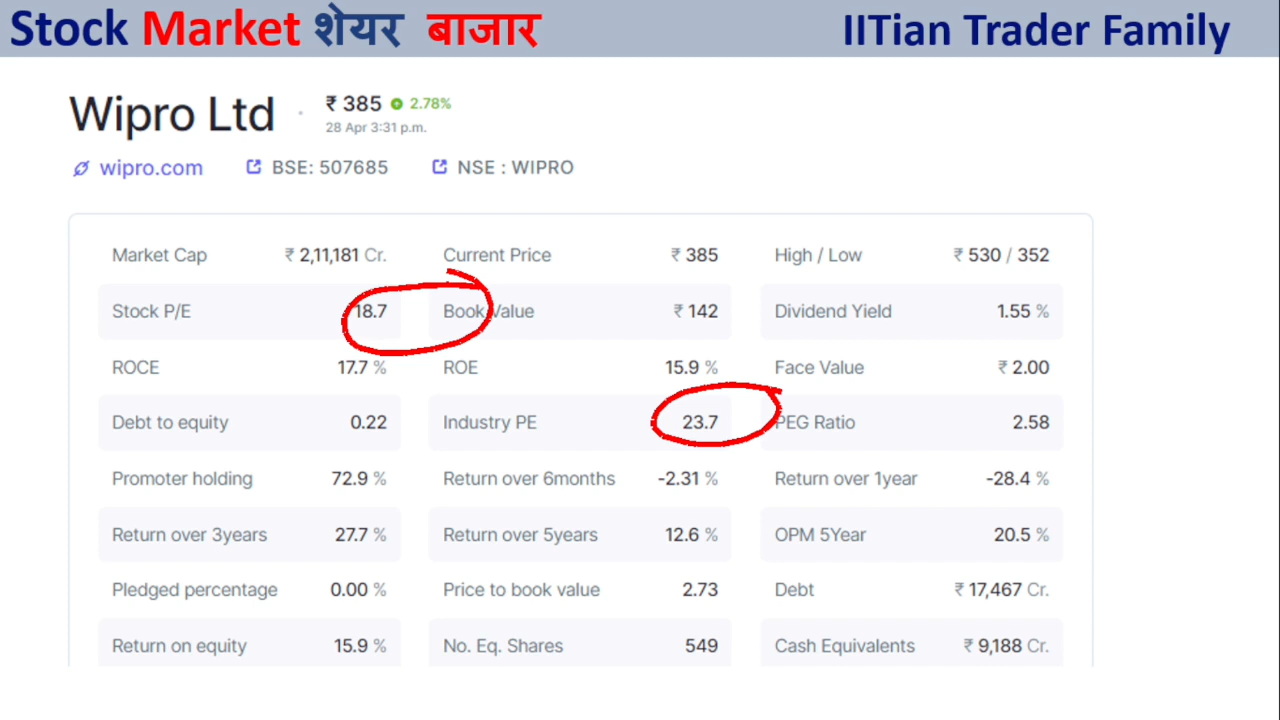 Stock Market शेयर बाजार IITian Trader Family
Wipro Ltd · ₹ 385 2.78%
28 Apr 3:31 p.m.
wipro.com BSE: 507685 NSE : WIPRO
Market Cap ₹ 2,11,181 Cr. Current Price ₹ 385 High / Low ₹ 530 / 352
Stock P/E 18.7 Book Value ₹ 142 Dividend Yield 1.55 %
ROCE 17.7 % ROE 15.9 % Face Value ₹ 2.00
Debt to equity 0.22 Industry PE 23.7 PEG Ratio 2.58
Promoter holding 72.9 % Return over 6months -2.31 % Return over 1year -28.4 %
Return over 3years 27.7 % Return over 5years 12.6 % OPM 5Year 20.5 %
Pledged percentage 0.00 % Price to book value 2.73 Debt ₹ 17,467 Cr.
Return on equity 15.9 % No. Eq. Shares 549 Cash Equivalents ₹ 9,188 Cr.